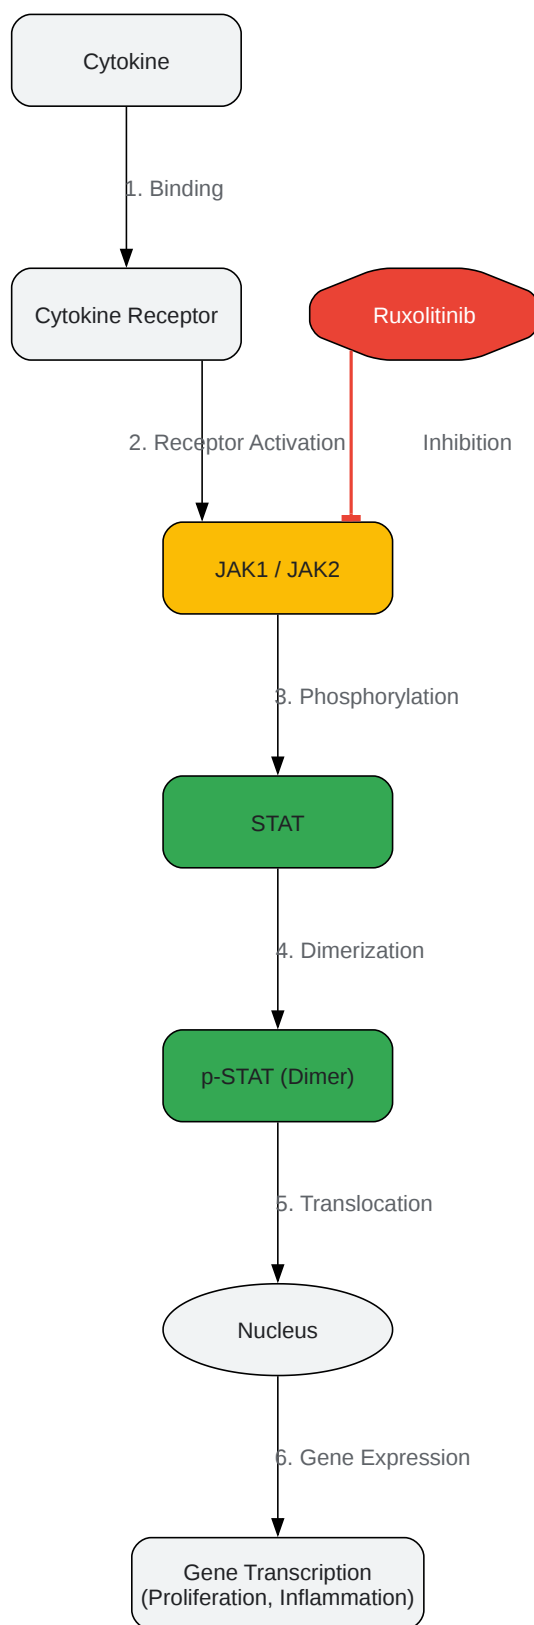 Cytokine
1. Binding
Cytokine Receptor
Ruxolitinib
2. Receptor Activation
Inhibition
JAK1 / JAK2
3. Phosphorylation
STAT
4. Dimerization
p-STAT (Dimer)
5. Translocation
Nucleus
6. Gene Expression
Gene Transcription
(Proliferation, Inflammation)